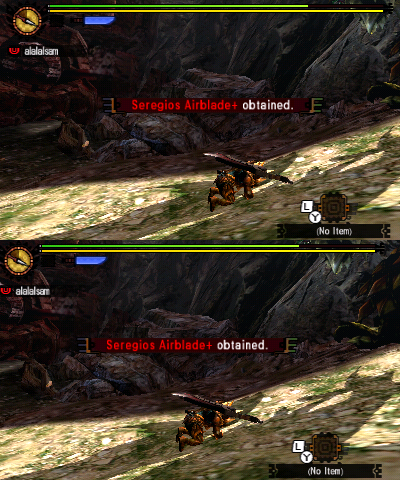 alalalsam
Seregios Airblade+ obtained.
L
Y
(No Item)
alalalsam
Seregios Airblade+ obtained.
L
Y
(No Item)